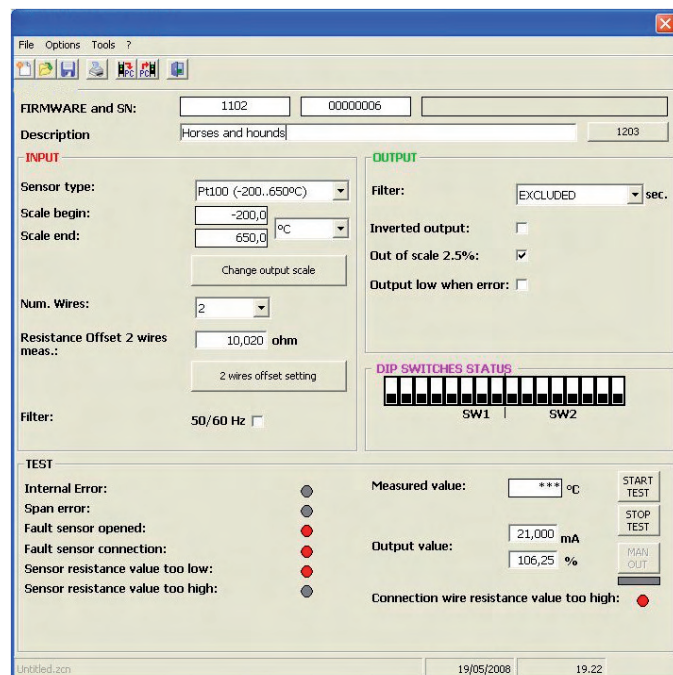 File Options Tools ?
PC PC
FIRMWARE and SN: 1102 00000006
Description Horses and hounds 1203
INPUT
Sensor type: Pt100 (-200..650ºC)
Scale begin: -200,0
ºC
Scale end: 650,0
Change output scale
Num. Wires: 2
Resistance Offset 2 wires
meas.: 10,020 ohm
2 wires offset setting
Filter: 50/60 Hz
OUTPUT
Filter: EXCLUDED sec.
Inverted output:
Out of scale 2.5%:
Output low when error:
DIP SWITCHES STATUS
SW1 SW2
TEST
Internal Error:
Span error:
Fault sensor opened:
Fault sensor connection:
Sensor resistance value too low:
Sensor resistance value too high:
Measured value: *** ºC
Output value: 21,000 mA
106,25 %
Connection wire resistance value too high:
START
TEST
STOP
TEST
MAN
OUT
Untitled.zcn 19/05/2008 19.22